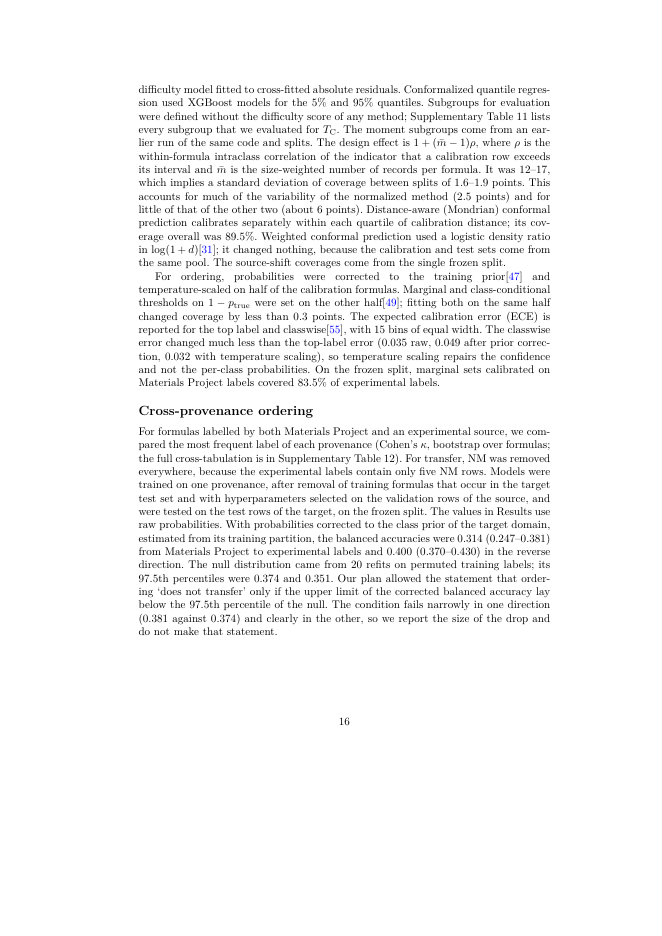 difficulty model fitted to cross-fitted absolute residuals. Conformalized quantile regres-
sion used XGBoost models for the 5% and 95% quantiles. Subgroups for evaluation
were defined without the difficulty score of any method; Supplementary Table 11 lists
every subgroup that we evaluated for T_C. The moment subgroups come from an ear-
lier run of the same code and splits. The design effect is 1 + (m̄ − 1)ρ, where ρ is the
within-formula intraclass correlation of the indicator that a calibration row exceeds
its interval and m̄ is the size-weighted number of records per formula. It was 12–17,
which implies a standard deviation of coverage between splits of 1.6–1.9 points. This
accounts for much of the variability of the normalized method (2.5 points) and for
little of that of the other two (about 6 points). Distance-aware (Mondrian) conformal
prediction calibrates separately within each quartile of calibration distance; its cov-
erage overall was 89.5%. Weighted conformal prediction used a logistic density ratio
in log(1 + d)[31]; it changed nothing, because the calibration and test sets come from
the same pool. The source-shift coverages come from the single frozen split.
For ordering, probabilities were corrected to the training prior[47] and
temperature-scaled on half of the calibration formulas. Marginal and class-conditional
thresholds on 1 − p_true were set on the other half[49]; fitting both on the same half
changed coverage by less than 0.3 points. The expected calibration error (ECE) is
reported for the top label and classwise[55], with 15 bins of equal width. The classwise
error changed much less than the top-label error (0.035 raw, 0.049 after prior correc-
tion, 0.032 with temperature scaling), so temperature scaling repairs the confidence
and not the per-class probabilities. On the frozen split, marginal sets calibrated on
Materials Project labels covered 83.5% of experimental labels.
Cross-provenance ordering
For formulas labelled by both Materials Project and an experimental source, we com-
pared the most frequent label of each provenance (Cohen's κ, bootstrap over formulas;
the full cross-tabulation is in Supplementary Table 12). For transfer, NM was removed
everywhere, because the experimental labels contain only five NM rows. Models were
trained on one provenance, after removal of training formulas that occur in the target
test set and with hyperparameters selected on the validation rows of the source, and
were tested on the test rows of the target, on the frozen split. The values in Results use
raw probabilities. With probabilities corrected to the class prior of the target domain,
estimated from its training partition, the balanced accuracies were 0.314 (0.247–0.381)
from Materials Project to experimental labels and 0.400 (0.370–0.430) in the reverse
direction. The null distribution came from 20 refits on permuted training labels; its
97.5th percentiles were 0.374 and 0.351. Our plan allowed the statement that order-
ing 'does not transfer' only if the upper limit of the corrected balanced accuracy lay
below the 97.5th percentile of the null. The condition fails narrowly in one direction
(0.381 against 0.374) and clearly in the other, so we report the size of the drop and
do not make that statement.
16